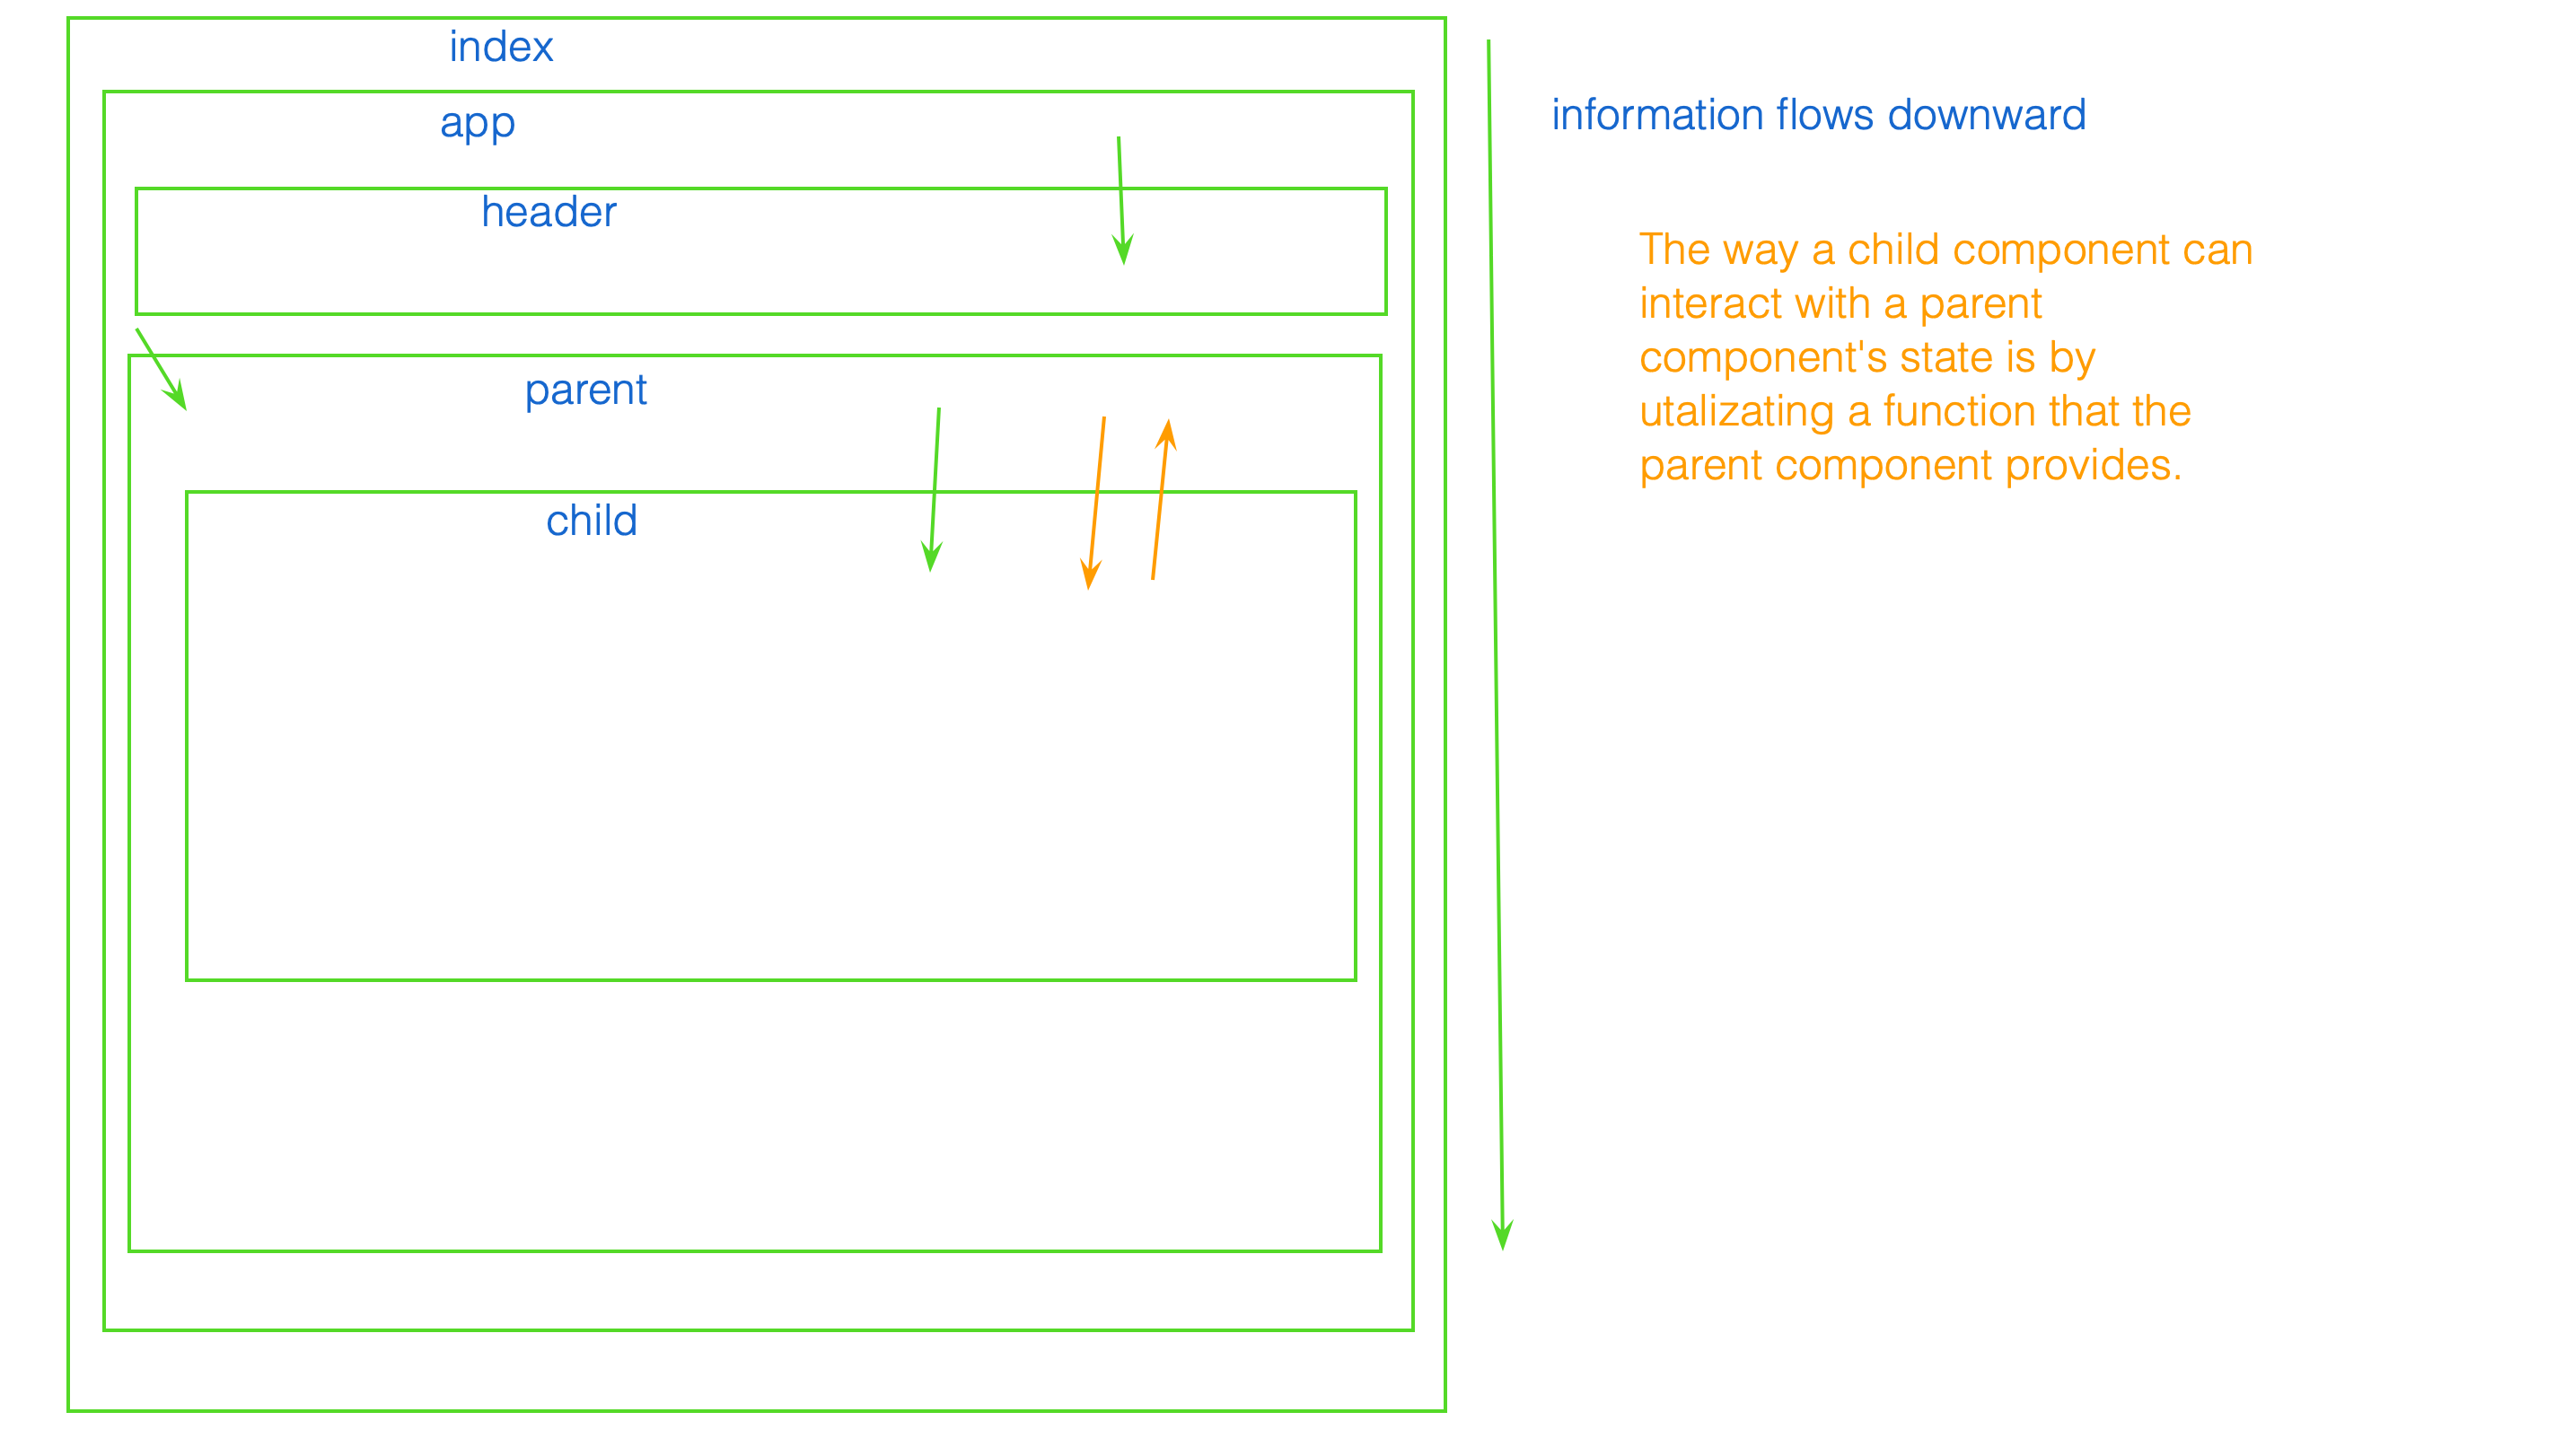 index
app
header
parent
child
information flows downward
The way a child component can
interact with a parent
component's state is by
utalizating a function that the
parent component provides.